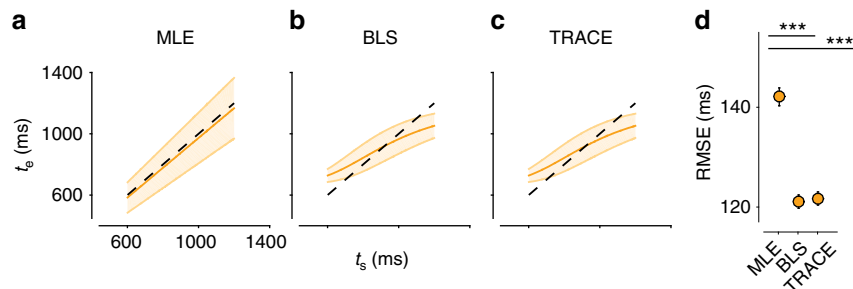 a
MLE
b
BLS
c
TRACE
d
1400
1000
600
tₑ (ms)
600
1000
1400
tₛ (ms)
***
***
RMSE (ms)
140
120
MLE
BLS
TRACE